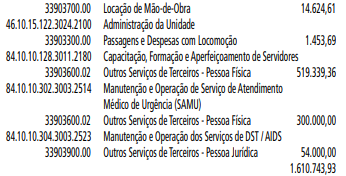 33903700.00 Locação de Mão-de-Obra 14.624,61
46.10.15.122.3024.2100 Administração da Unidade
33903300.00 Passagens e Despesas com Locomoção 1.453,69
84.10.10.128.3011.2180 Capacitação, Formação e Aperfeiçoamento de Servidores
33903600.02 Outros Serviços de Terceiros - Pessoa Física 519.339,36
84.10.10.302.3003.2514 Manutenção e Operação de Serviço de Atendimento
Médico de Urgência (SAMU)
33903600.02 Outros Serviços de Terceiros - Pessoa Física 300.000,00
84.10.10.304.3003.2523 Manutenção e Operação dos Serviços de DST / AIDS
33903900.00 Outros Serviços de Terceiros - Pessoa Jurídica 54.000,00
1.610.743,93